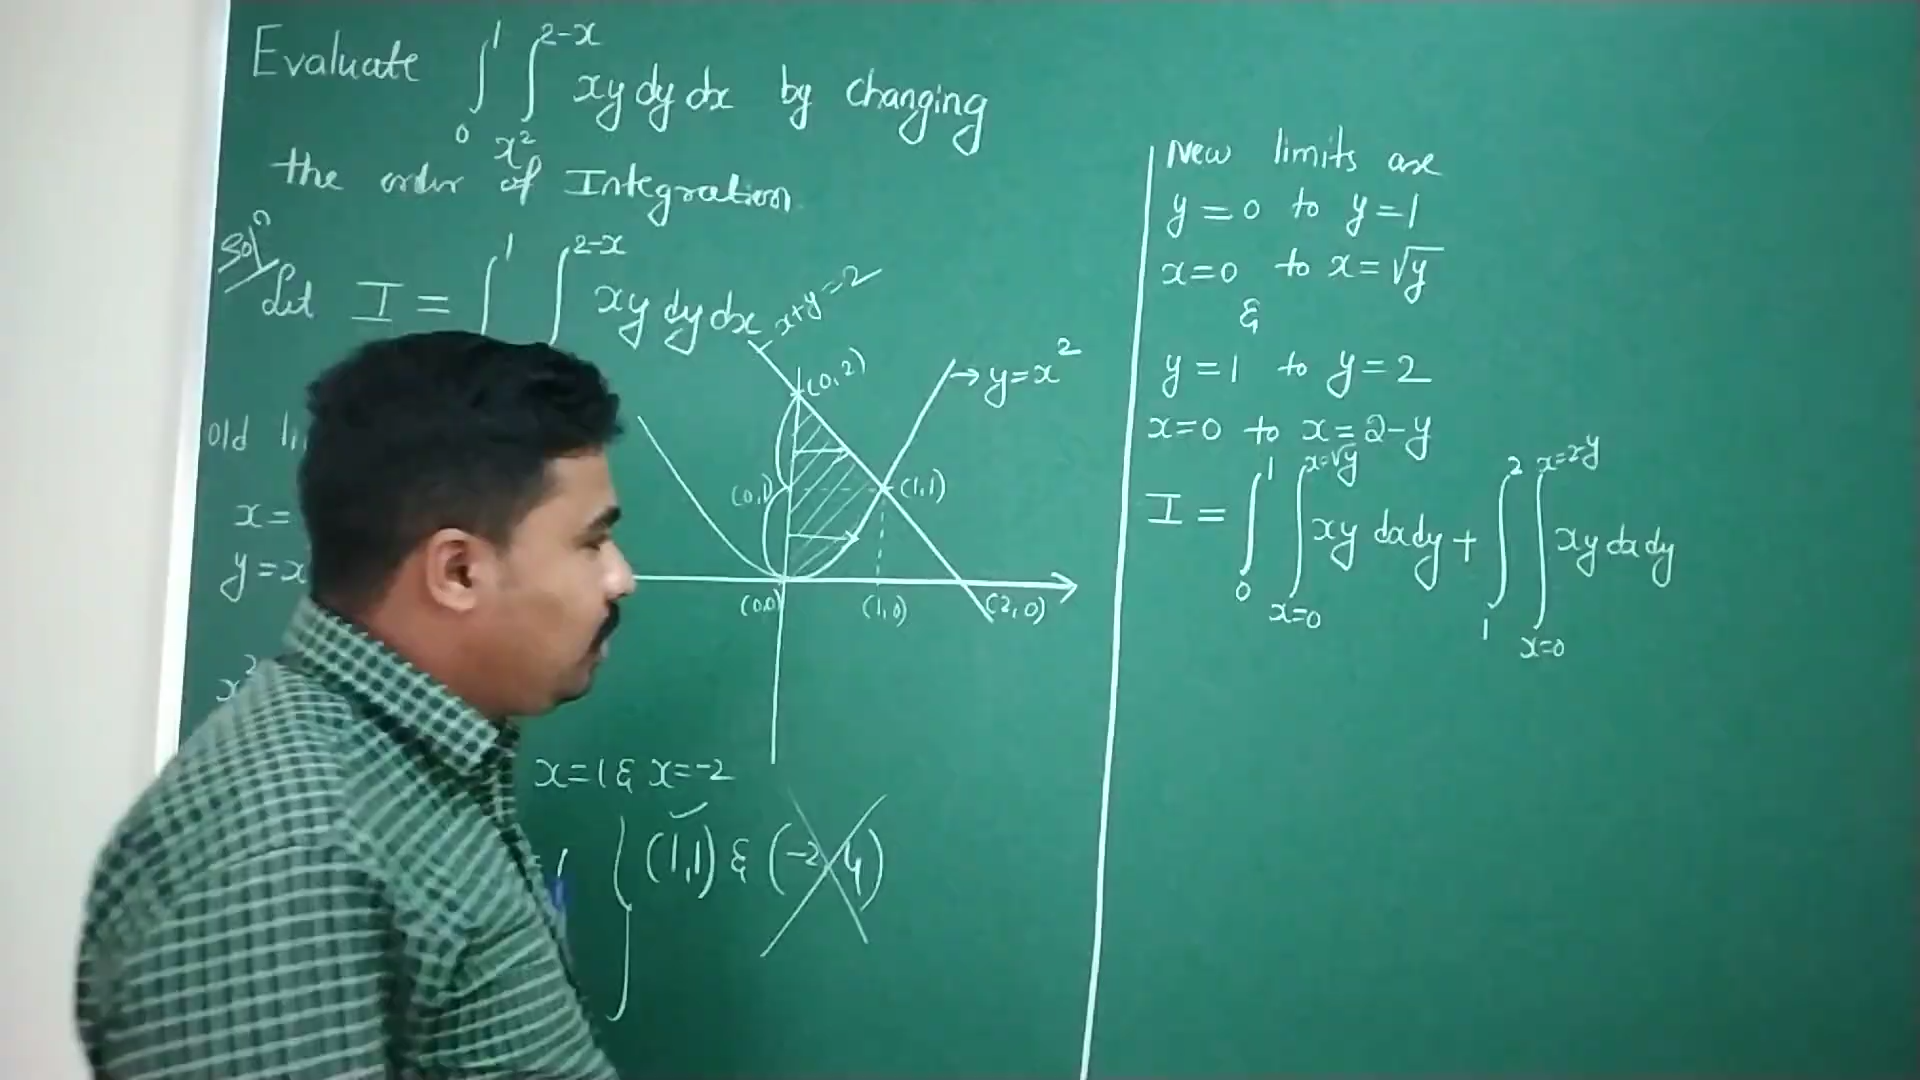 Evaluate ∫₀¹ ∫_{x²}^{2-x} xy dy dx by changing
the order of Integration
Solⁿ
Let I = ∫¹ ∫^{2-x} xy dy dx
old
x=
y=x
x²
x+y=2
(0,2)
→ y=x²
(0,1)
(1,1)
(0,0)
(1,0)
(2,0)
x=1 & x=-2
(1,1) & (-2,4)
New limits are
y=0 to y=1
x=0 to x=√y
&
y=1 to y=2
x=0 to x=2-y
I = ∫₀¹ ∫_{x=0}^{x=√y} xy dx dy + ∫₁² ∫_{x=0}^{x=2-y} xy dx dy